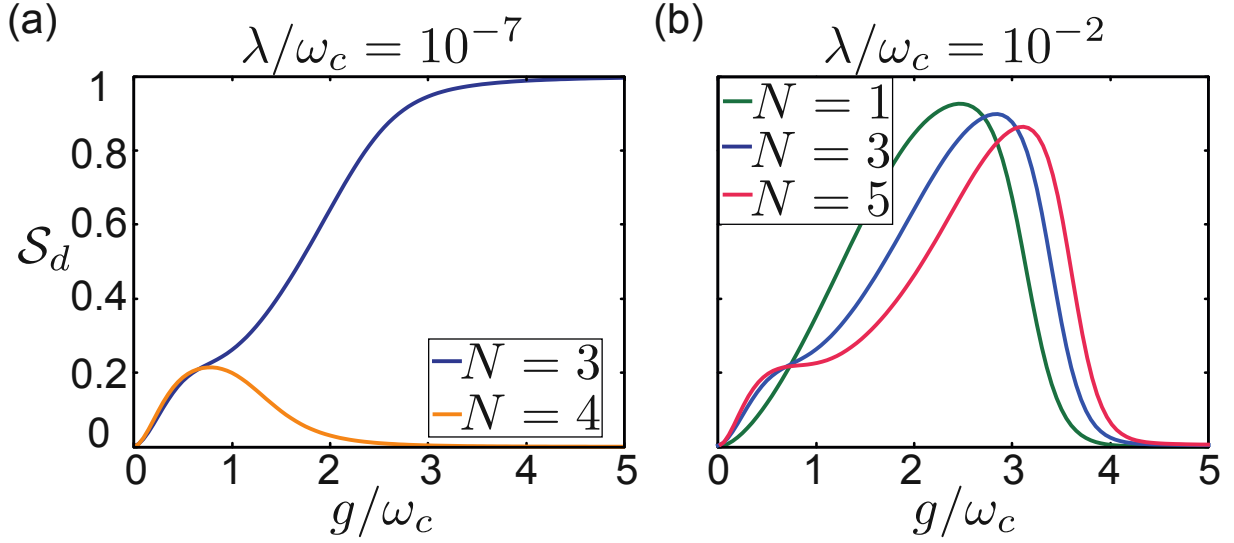 (a)
λ/ω_c = 10^{-7}
1
0.8
0.6
0.4
0.2
0
S_d
N = 3
N = 4
0 1 2 3 4 5
g/ω_c
(b)
λ/ω_c = 10^{-2}
N = 1
N = 3
N = 5
0 1 2 3 4 5
g/ω_c